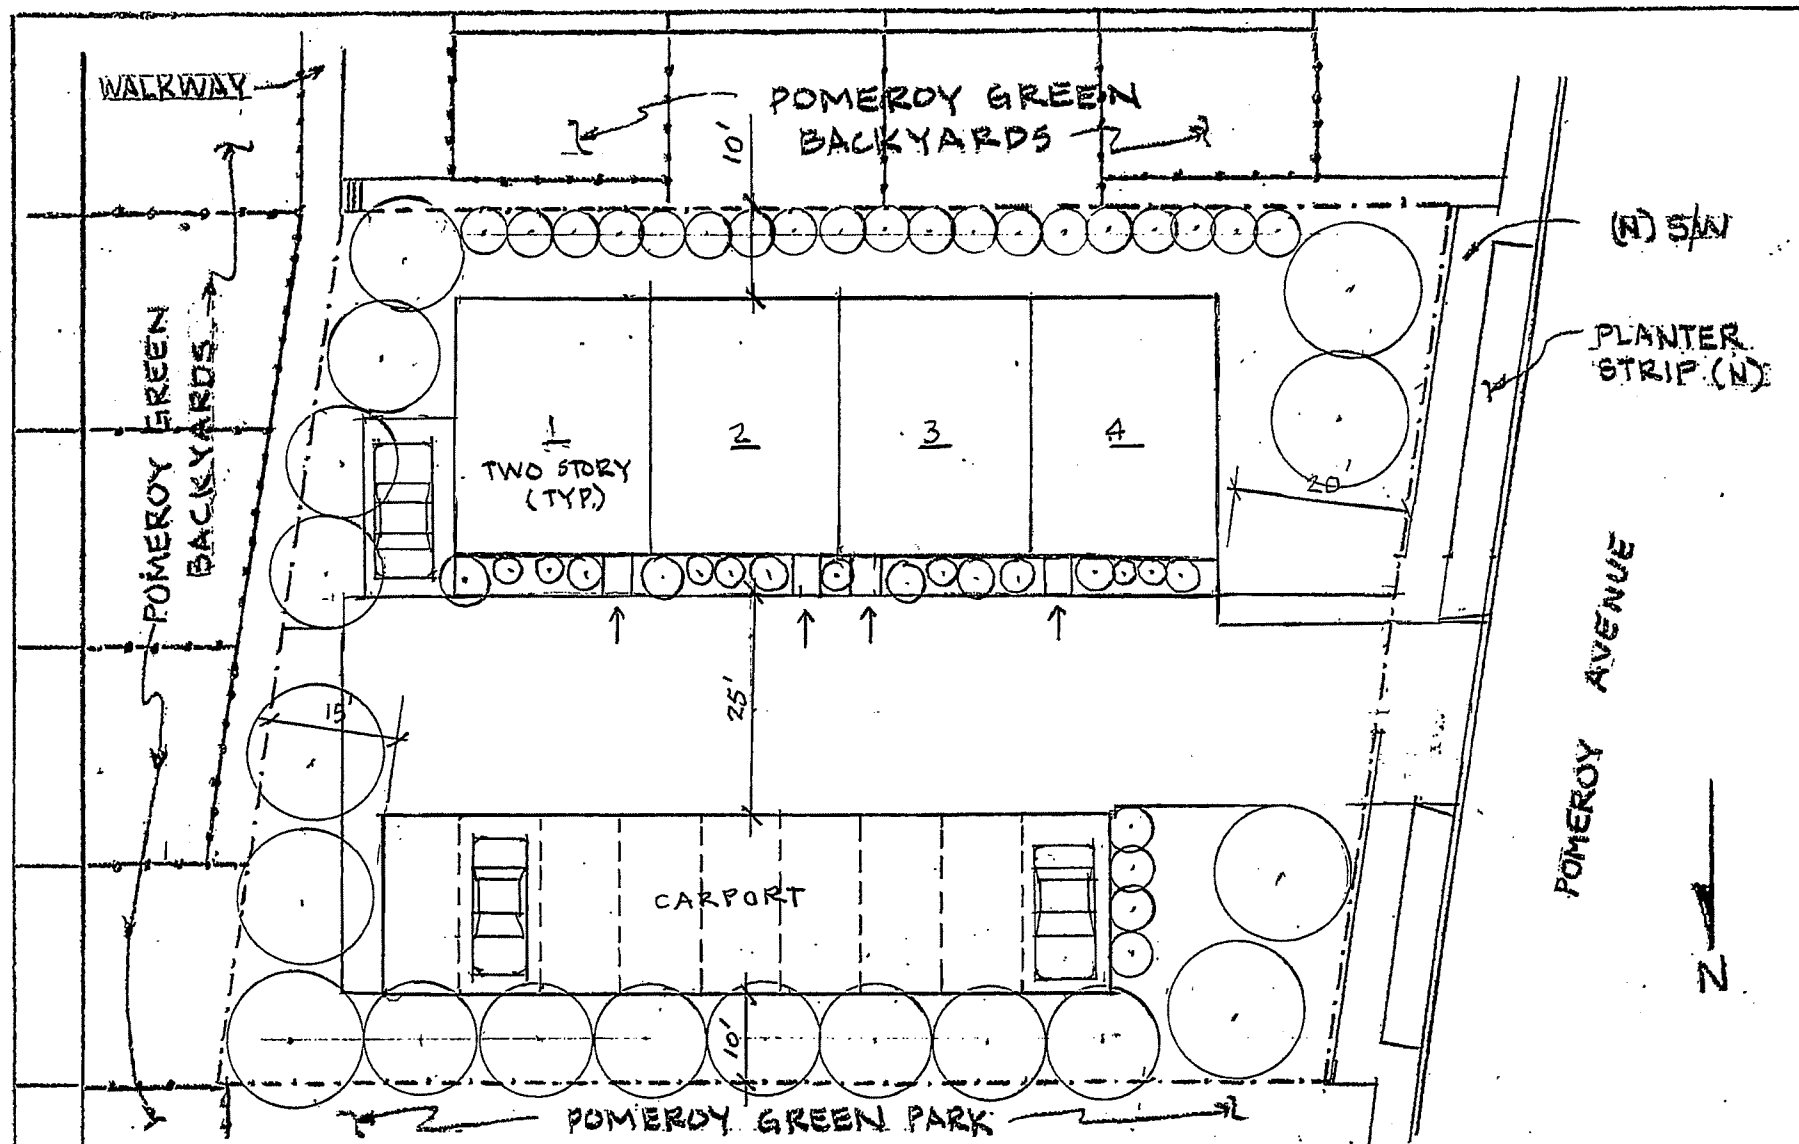 WALKWAY
POMEROY GREEN
BACKYARDS
10'
(N) S/W
PLANTER
STRIP (N)
POMEROY GREEN
BACKYARDS
1
TWO STORY
(TYP.)
2
3
4
20'
15'
25'
POMEROY AVENUE
CARPORT
10'
N
POMEROY GREEN PARK